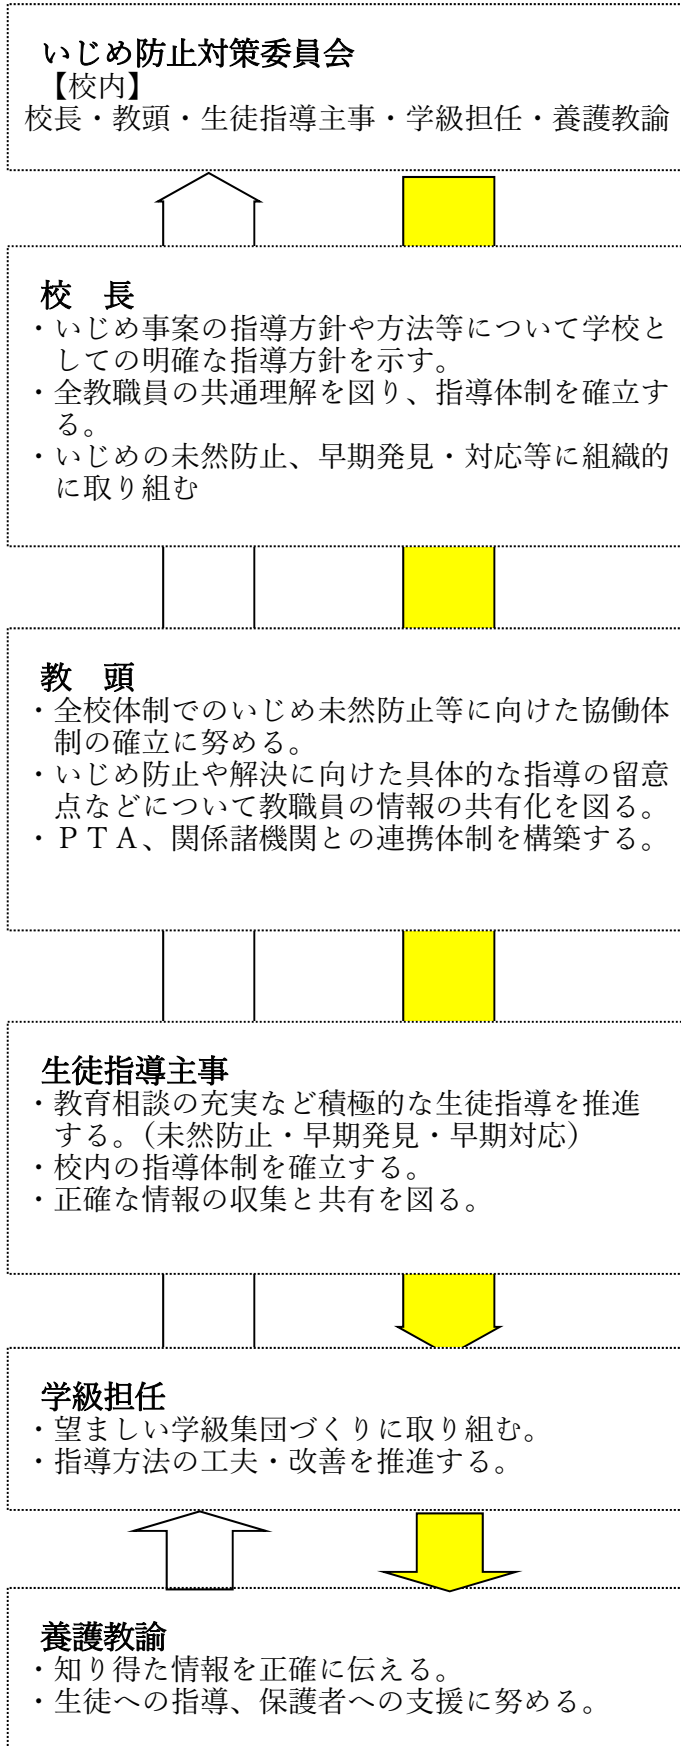 いじめ防止対策委員会
【校内】
校長・教頭・生徒指導主事・学級担任・養護教諭
校　長
・いじめ事案の指導方針や方法等について学校と
しての明確な指導方針を示す。
・全教職員の共通理解を図り、指導体制を確立す
る。
・いじめの未然防止、早期発見・対応等に組織的
に取り組む
教　頭
・全校体制でのいじめ未然防止等に向けた協働体
制の確立に努める。
・いじめ防止や解決に向けた具体的な指導の留意
点などについて教職員の情報の共有化を図る。
・ＰＴＡ、関係諸機関との連携体制を構築する。
生徒指導主事
・教育相談の充実など積極的な生徒指導を推進
する。（未然防止・早期発見・早期対応）
・校内の指導体制を確立する。
・正確な情報の収集と共有を図る。
学級担任
・望ましい学級集団づくりに取り組む。
・指導方法の工夫・改善を推進する。
養護教諭
・知り得た情報を正確に伝える。
・生徒への指導、保護者への支援に努める。